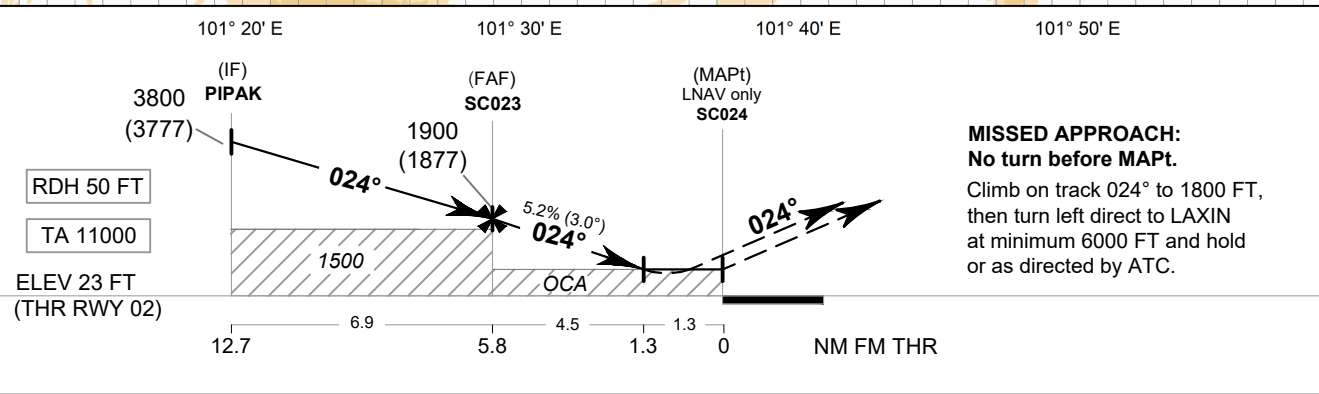 101° 20' E
101° 30' E
101° 40' E
101° 50' E
(IF)
PIPAK
3800
(3777)
(FAF)
SC023
1900
(1877)
(MAPt)
LNAV only
SC024
MISSED APPROACH:
No turn before MAPt.
Climb on track 024° to 1800 FT,
then turn left direct to LAXIN
at minimum 6000 FT and hold
or as directed by ATC.
RDH 50 FT
TA 11000
ELEV 23 FT
(THR RWY 02)
024°
5.2% (3.0°)
024°
024°
1500
OCA
6.9
4.5
1.3
12.7
5.8
1.3
0
NM FM THR